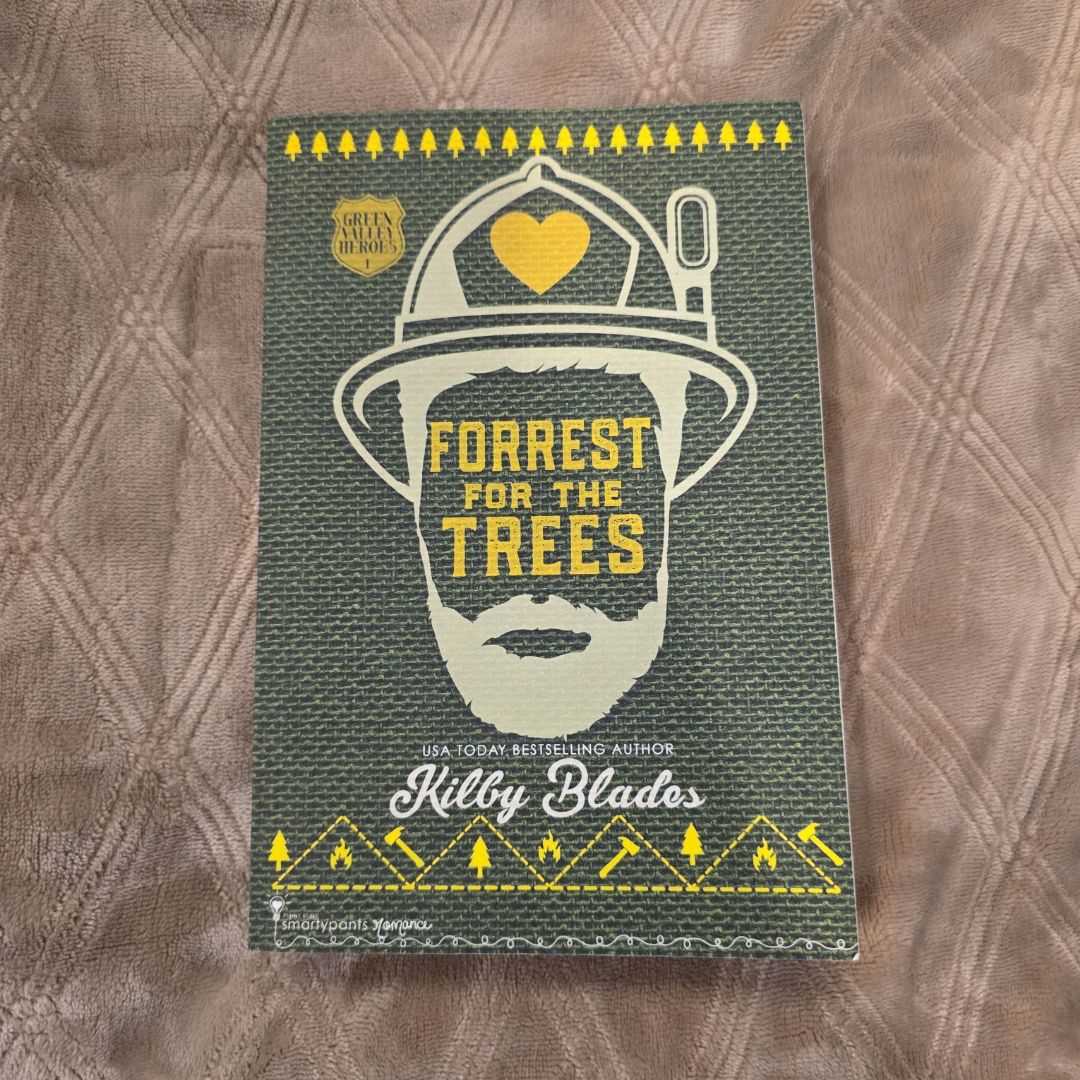 GREEN
VALLEY
HEROES
1
FORREST
FOR THE
TREES
USA TODAY BESTSELLING AUTHOR
Kilby Blades
smartypants romance